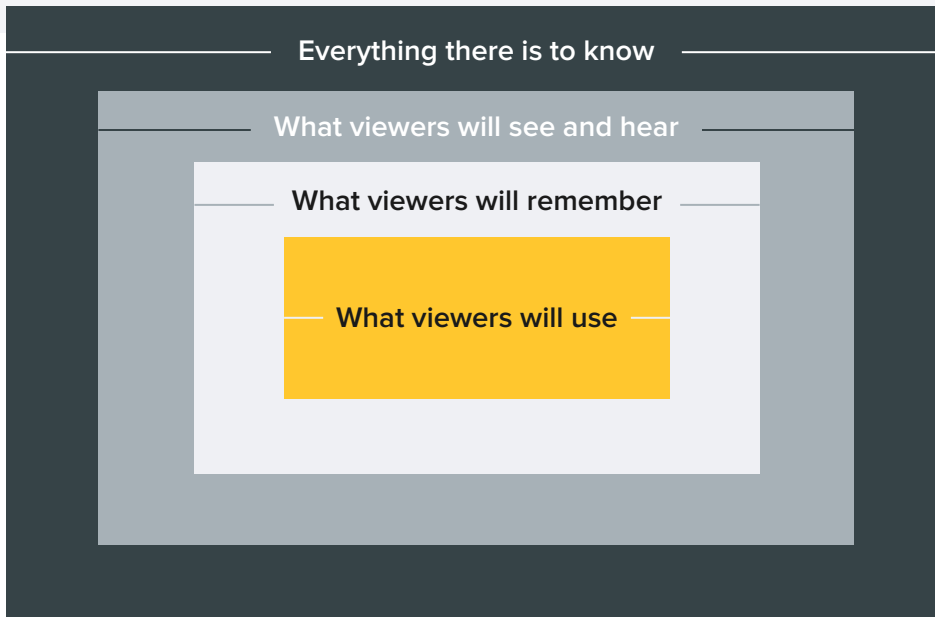 Everything there is to know
What viewers will see and hear
What viewers will remember
What viewers will use